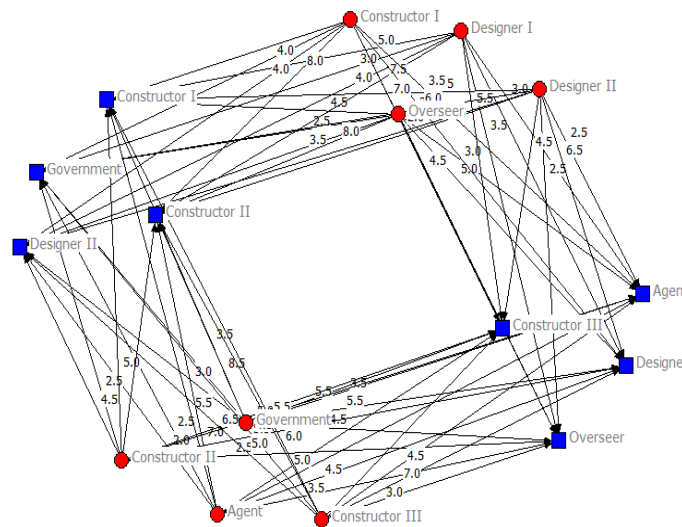 Constructor I
Designer I
5.0
4.0
3.0
4.0
8.0
7.5
4.0
3.5
7.0
3.0
Designer II
Constructor I
4.5
6.0
5.5
Overseer
2.5
3.5
8.0
3.5
2.5
4.5
6.5
3.0
4.5
5.0
2.5
Government
Constructor II
Designer II
Agent
Constructor III
3.5
5.0
8.5
3.0
2.5
4.5
5.5
3.5
5.5
5.5
Designer
Government
6.5
4.5
2.5
7.0
2.0
5.0
6.0
Overseer
Constructor II
5.0
4.5
4.5
7.0
3.5
3.0
Agent
Constructor III